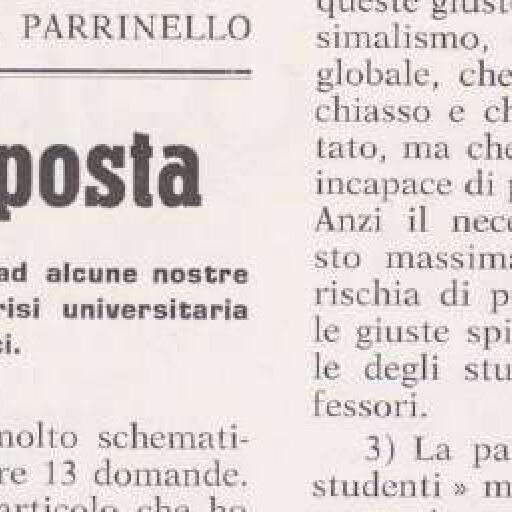 PARRINELLO
posta
ad alcune nostre
risi universitaria
ci.
molto schemati-
re 13 domande.
articolo che ho
queste giust
simalismo,
globale, che
chiasso e ch
tato, ma che
incapace di p
Anzi il nece
sto massima
rischia di p
le giuste spi
le degli stu
fessori.
3) La pa
studenti » m